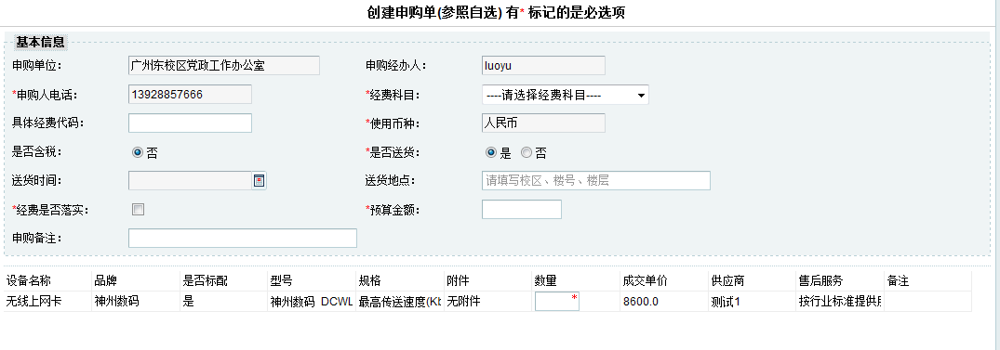 创建申购单(参照自选) 有* 标记的是必选项
基本信息
申购单位： 广州东校区党政工作办公室 申购经办人： luoyu
*申购人电话： 13928857666 *经费科目： ----请选择经费科目----
具体经费代码： *使用币种： 人民币
是否含税： 否 *是否送货： 是 否
送货时间： 送货地点： 请填写校区、楼号、楼层
*经费是否落实： *预算金额：
申购备注：
设备名称 品牌 是否标配 型号 规格 附件 数量 成交单价 供应商 售后服务 备注
无线上网卡 神州数码 是 神州数码 DCWL 最高传送速度(Kb 无附件 * 8600.0 测试1 按行业标准提供